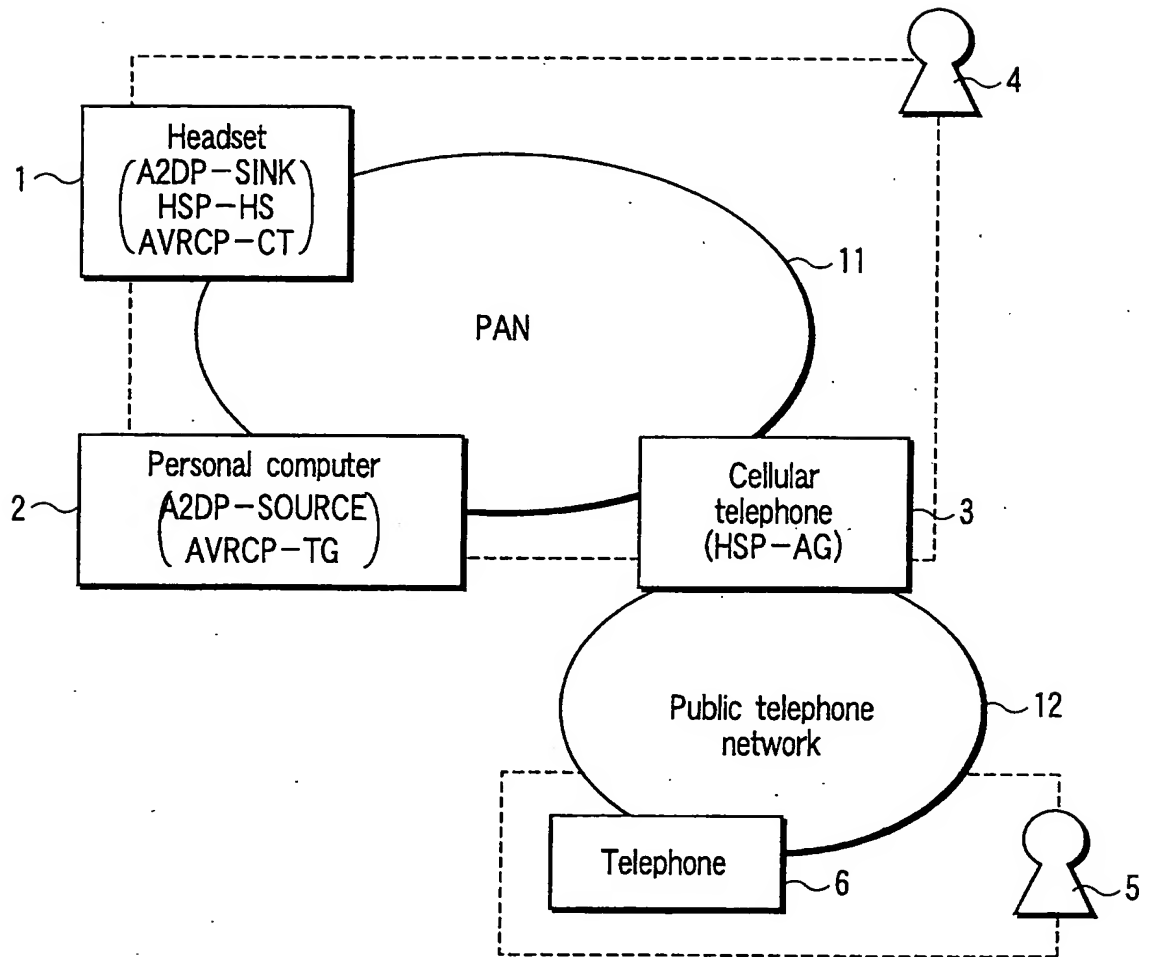 4
Headset
1
(A2DP-SINK
HSP-HS
AVRCP-CT)
11
PAN
Personal computer
2
(A2DP-SOURCE
AVRCP-TG)
Cellular
telephone
(HSP-AG)
3
Public telephone
network
12
Telephone
6
5